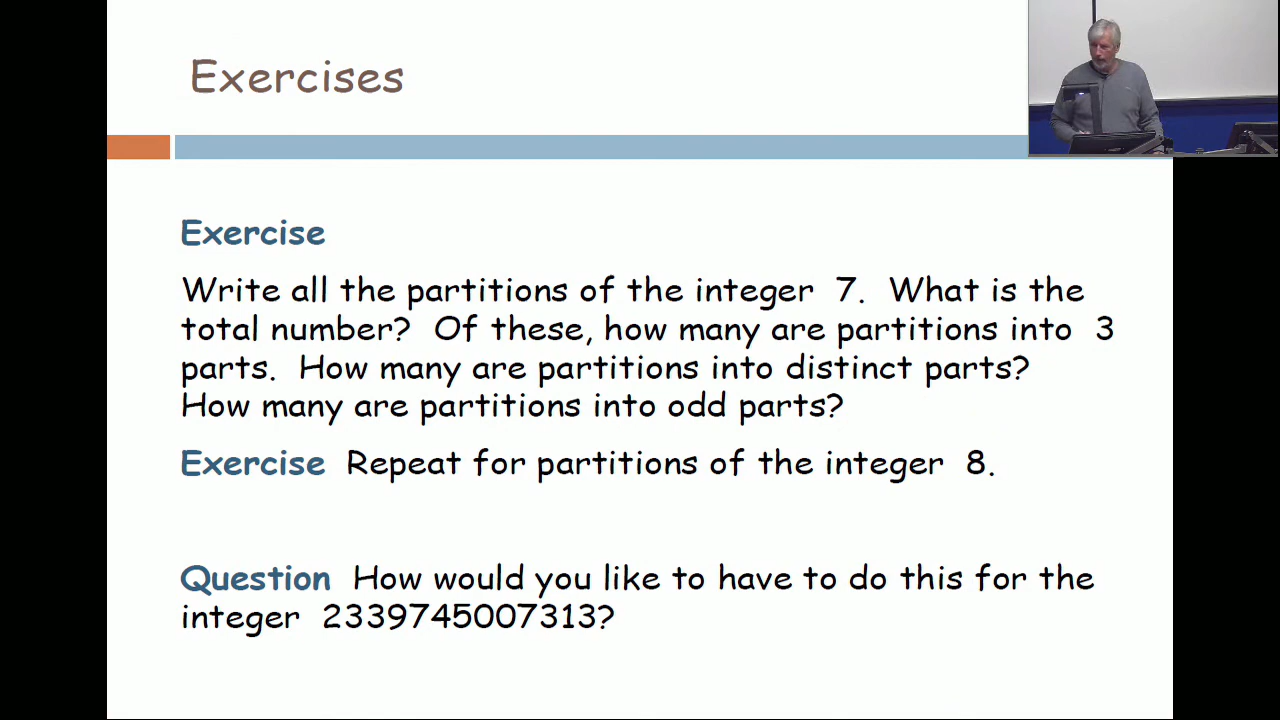 Exercises
Exercise
Write all the partitions of the integer 7. What is the
total number? Of these, how many are partitions into 3
parts. How many are partitions into distinct parts?
How many are partitions into odd parts?
Exercise Repeat for partitions of the integer 8.
Question How would you like to have to do this for the
integer 2339745007313?